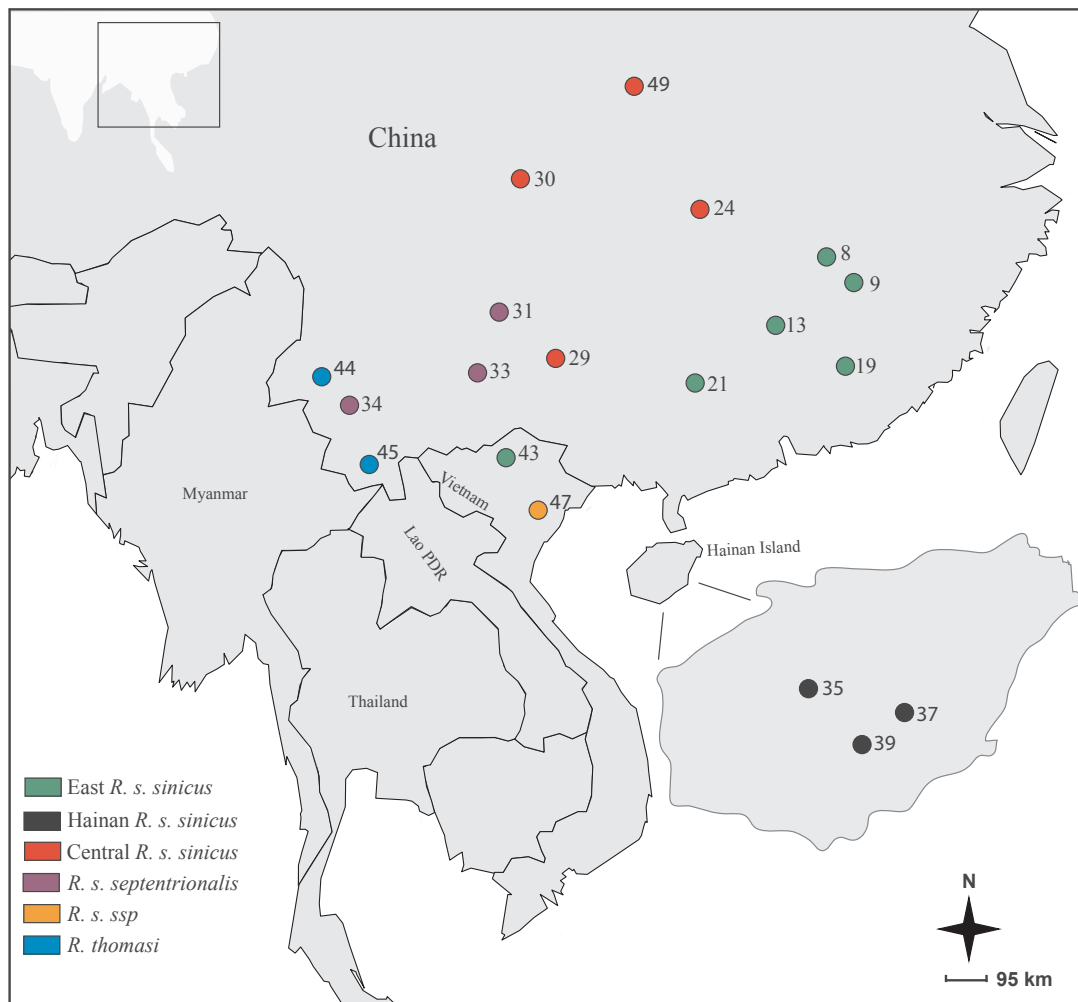 49
China
30
24
8
9
31
13
29
19
33
44
21
34
43
45
Vietnam
47
Myanmar
Lao PDR
Hainan Island
35
Thailand
37
39
East R. s. sinicus
Hainan R. s. sinicus
Central R. s. sinicus
R. s. septentrionalis
R. s. ssp
R. thomasi
N
95 km